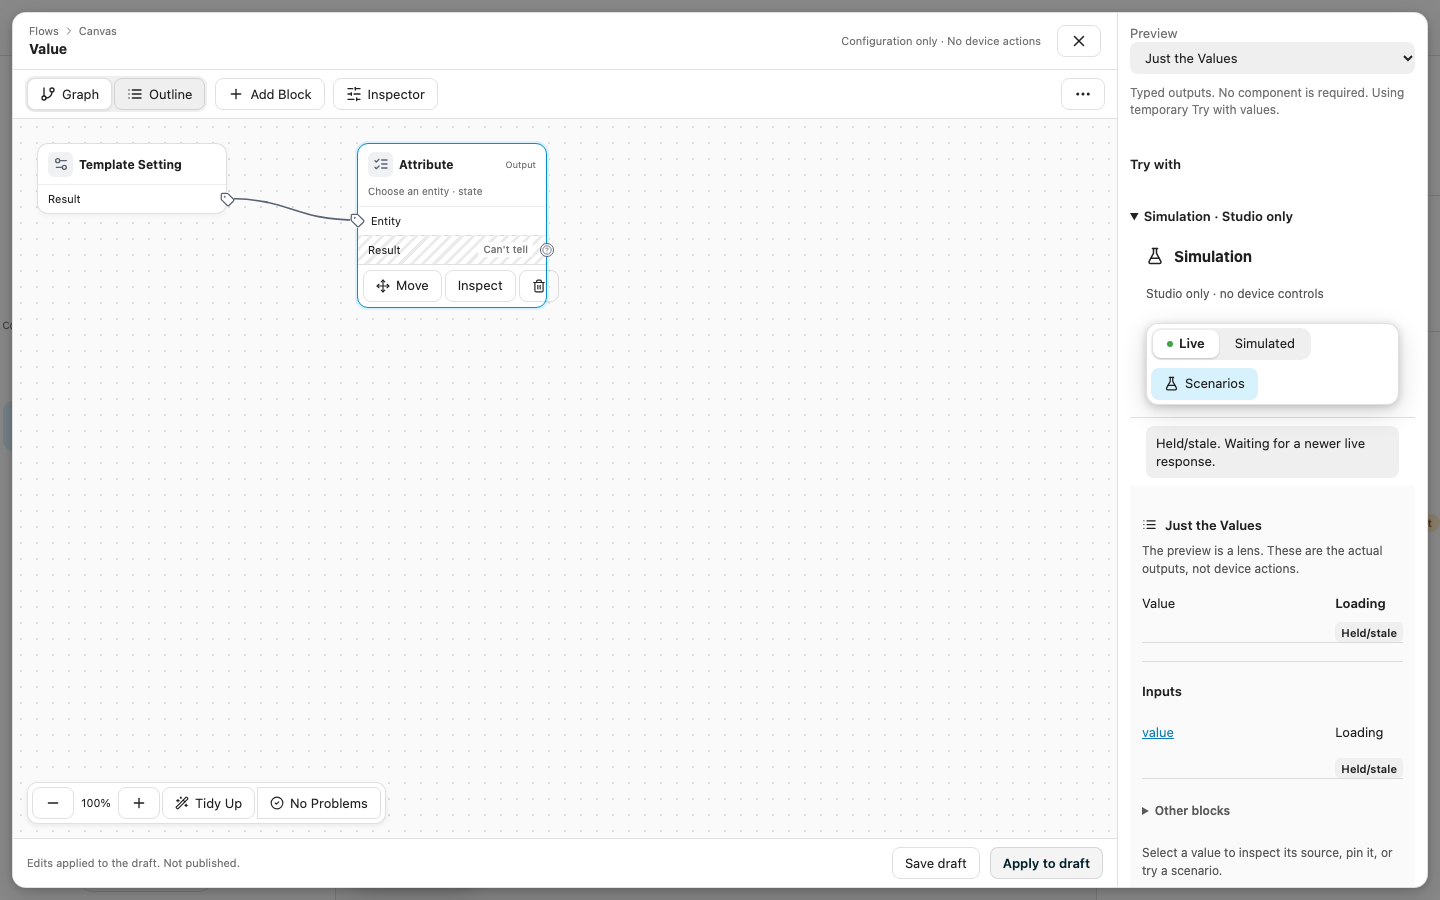 Flows > Canvas
Value
Configuration only · No device actions
Graph
Outline
Add Block
Inspector
Template Setting
Result
Attribute
Output
Choose an entity · state
Entity
Result
Can't tell
Move
Inspect
100%
Tidy Up
No Problems
Edits applied to the draft. Not published.
Save draft
Apply to draft
Preview
Just the Values
Typed outputs. No component is required. Using
temporary Try with values.
Try with
Simulation · Studio only
Simulation
Studio only · no device controls
Live
Simulated
Scenarios
Held/stale. Waiting for a newer live
response.
Just the Values
The preview is a lens. These are the actual
outputs, not device actions.
Value
Loading
Held/stale
Inputs
value
Loading
Held/stale
Other blocks
Select a value to inspect its source, pin it, or
try a scenario.